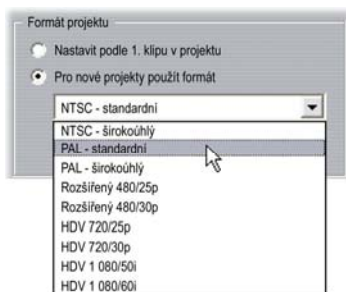 Formát projektu
Nastavit podle 1. klipu v projektu
Pro nové projekty použít formát
NTSC - standardní
NTSC - širokoúhlý
PAL - standardní
PAL - širokoúhlý
Rozšířený 480/25p
Rozšířený 480/30p
HDV 720/25p
HDV 720/30p
HDV 1 080/50i
HDV 1 080/60i